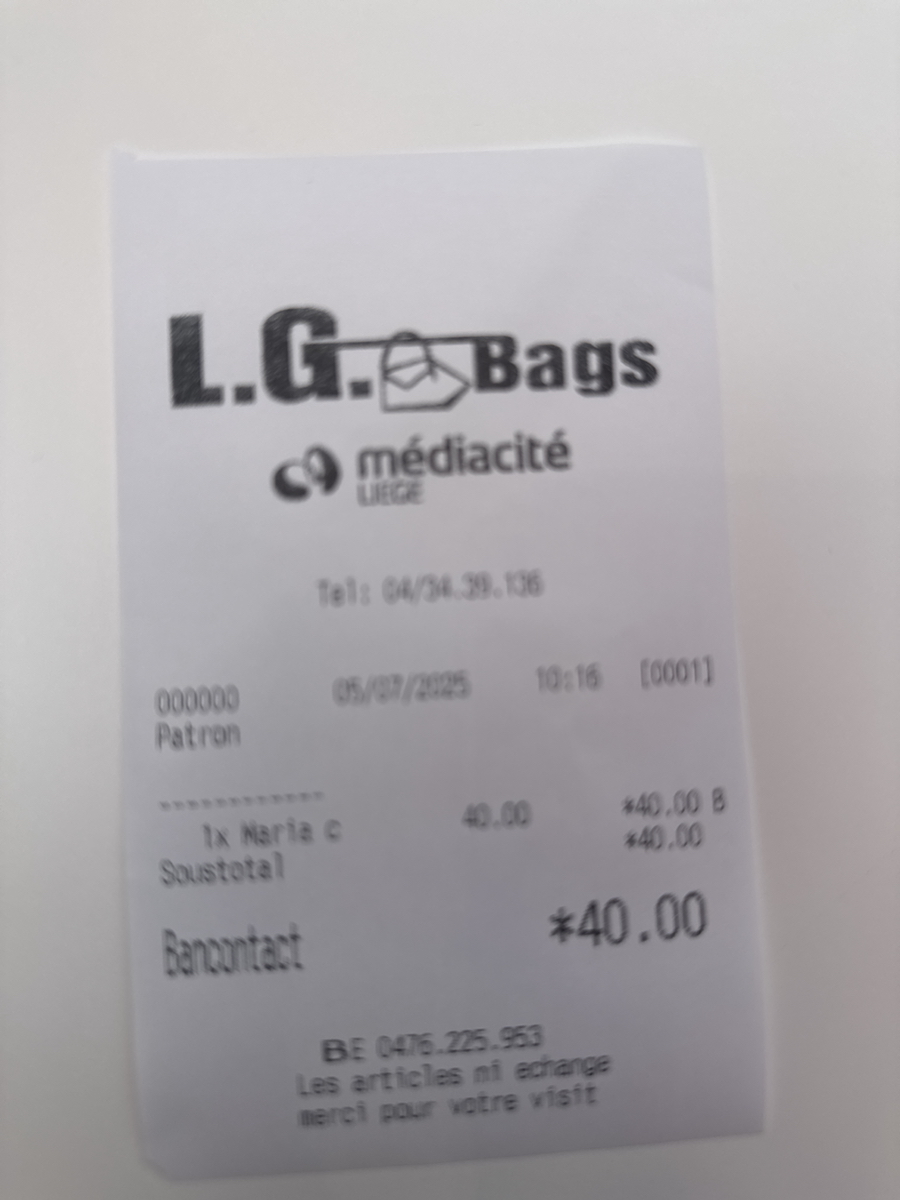 L.G. Bags
médiacité
LIEGE
Tel: 04/34.39.136
000000 05/07/2025 10:16 [0001]
Patron
------------
1x Maria c 40.00 *40.00 B
Soustotal *40.00
Bancontact *40.00
BE 0476.225.953
Les articles ni echange
merci pour votre visit